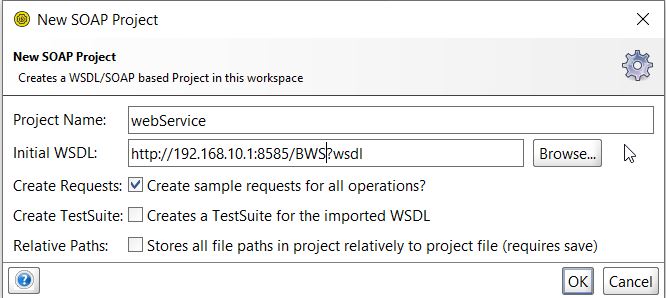 New SOAP Project
New SOAP Project
Creates a WSDL/SOAP based Project in this workspace
Project Name: webService
Initial WSDL: http://192.168.10.1:8585/BWS?wsdl Browse...
Create Requests: Create sample requests for all operations?
Create TestSuite: Creates a TestSuite for the imported WSDL
Relative Paths: Stores all file paths in project relatively to project file (requires save)
? OK Cancel